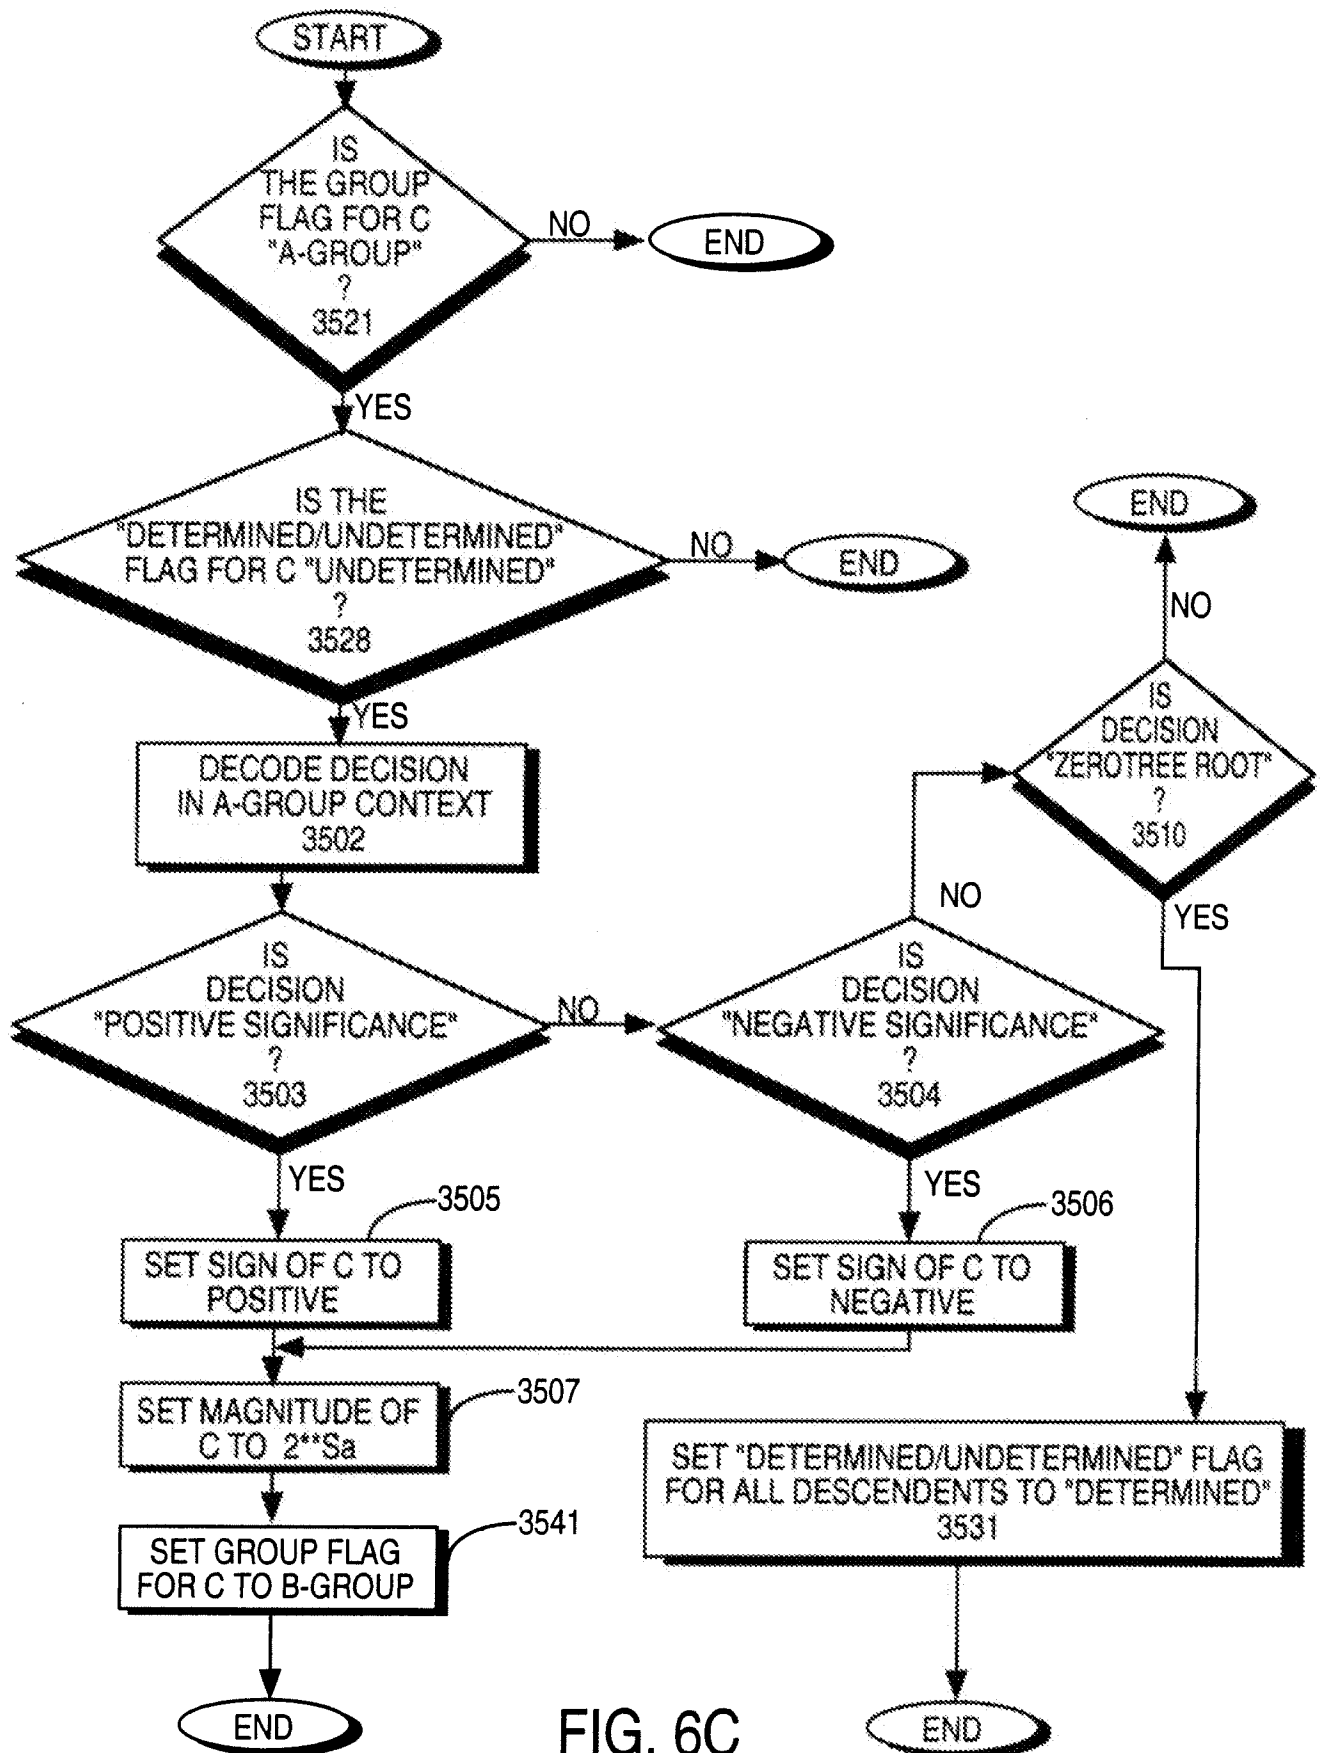 START
IS
THE GROUP
FLAG FOR C
"A-GROUP"
?
3521
NO
END
YES
IS THE
"DETERMINED/UNDETERMINED"
FLAG FOR C "UNDETERMINED"
?
3528
NO
END
YES
DECODE DECISION
IN A-GROUP CONTEXT
3502
IS
DECISION
"POSITIVE SIGNIFICANCE"
?
3503
NO
IS
DECISION
"NEGATIVE SIGNIFICANCE"
?
3504
NO
IS
DECISION
"ZEROTREE ROOT"
?
3510
NO
END
YES
YES
3505
SET SIGN OF C TO
POSITIVE
YES
3506
SET SIGN OF C TO
NEGATIVE
3507
SET MAGNITUDE OF
C TO 2**Sa
3541
SET GROUP FLAG
FOR C TO B-GROUP
END
SET "DETERMINED/UNDETERMINED" FLAG
FOR ALL DESCENDENTS TO "DETERMINED"
3531
END
FIG. 6C